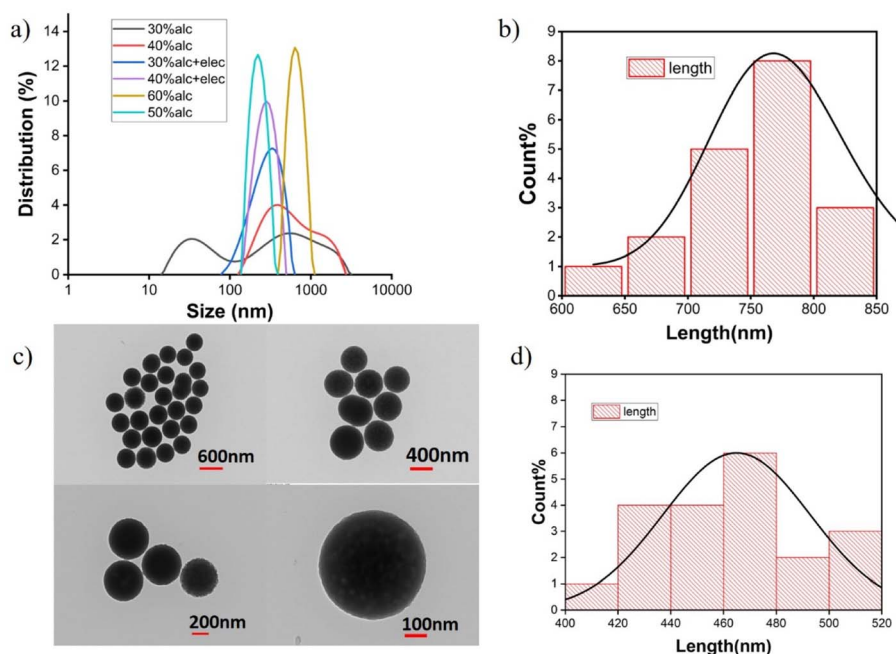 a)
30%alc
40%alc
30%alc+elec
40%alc+elec
60%alc
50%alc
Distribution (%)
14
12
10
8
6
4
2
0
1 10 100 1000 10000
Size (nm)
b)
length
Count%
9
8
7
6
5
4
3
2
1
0
600 650 700 750 800 850
Length(nm)
c)
600nm
400nm
200nm
100nm
d)
length
Count%
9
8
7
6
5
4
3
2
1
0
400 420 440 460 480 500 520
Length(nm)